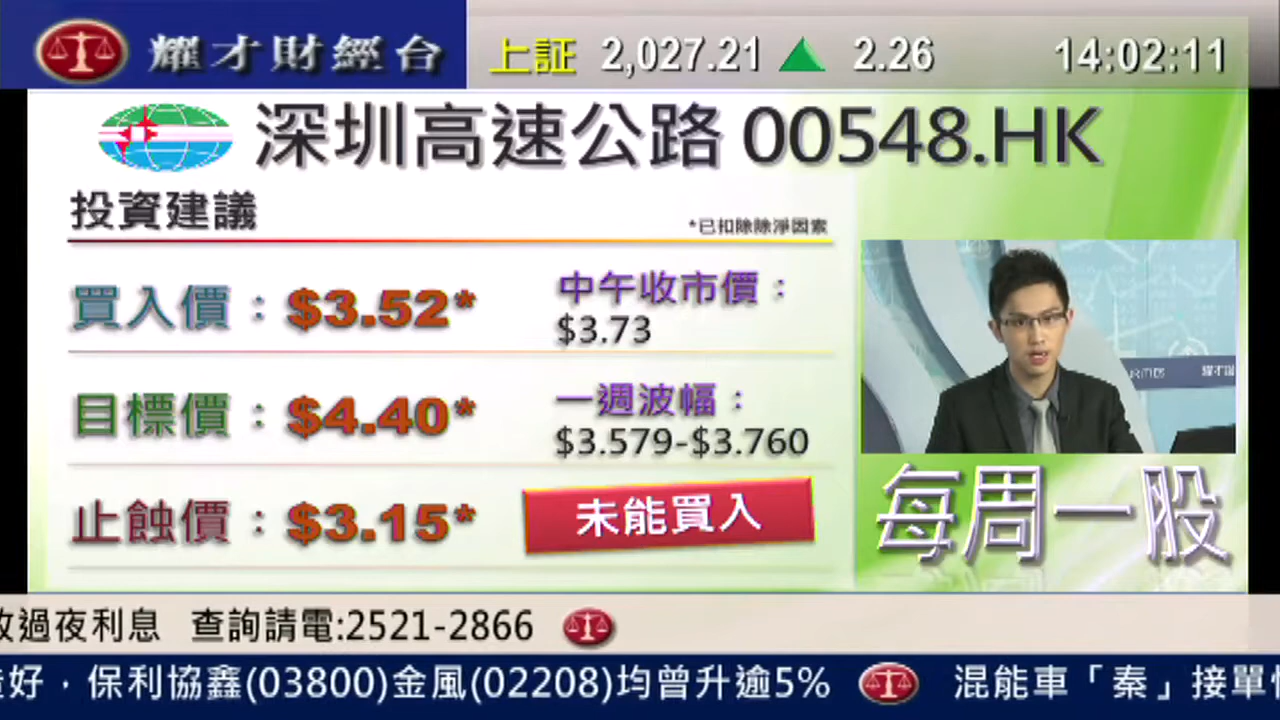 耀才財經台
上証 2,027.21 ▲ 2.26
14:02:11
深圳高速公路 00548.HK
投資建議
*已扣除除淨因素
買入價：$3.52*
中午收市價：
$3.73
目標價：$4.40*
一週波幅：
$3.579-$3.760
止蝕價：$3.15*
未能買入
每周一股
過夜利息 查詢請電:2521-2866
好．保利協鑫(03800)金風(02208)均曾升逾5% 混能車「秦」接單